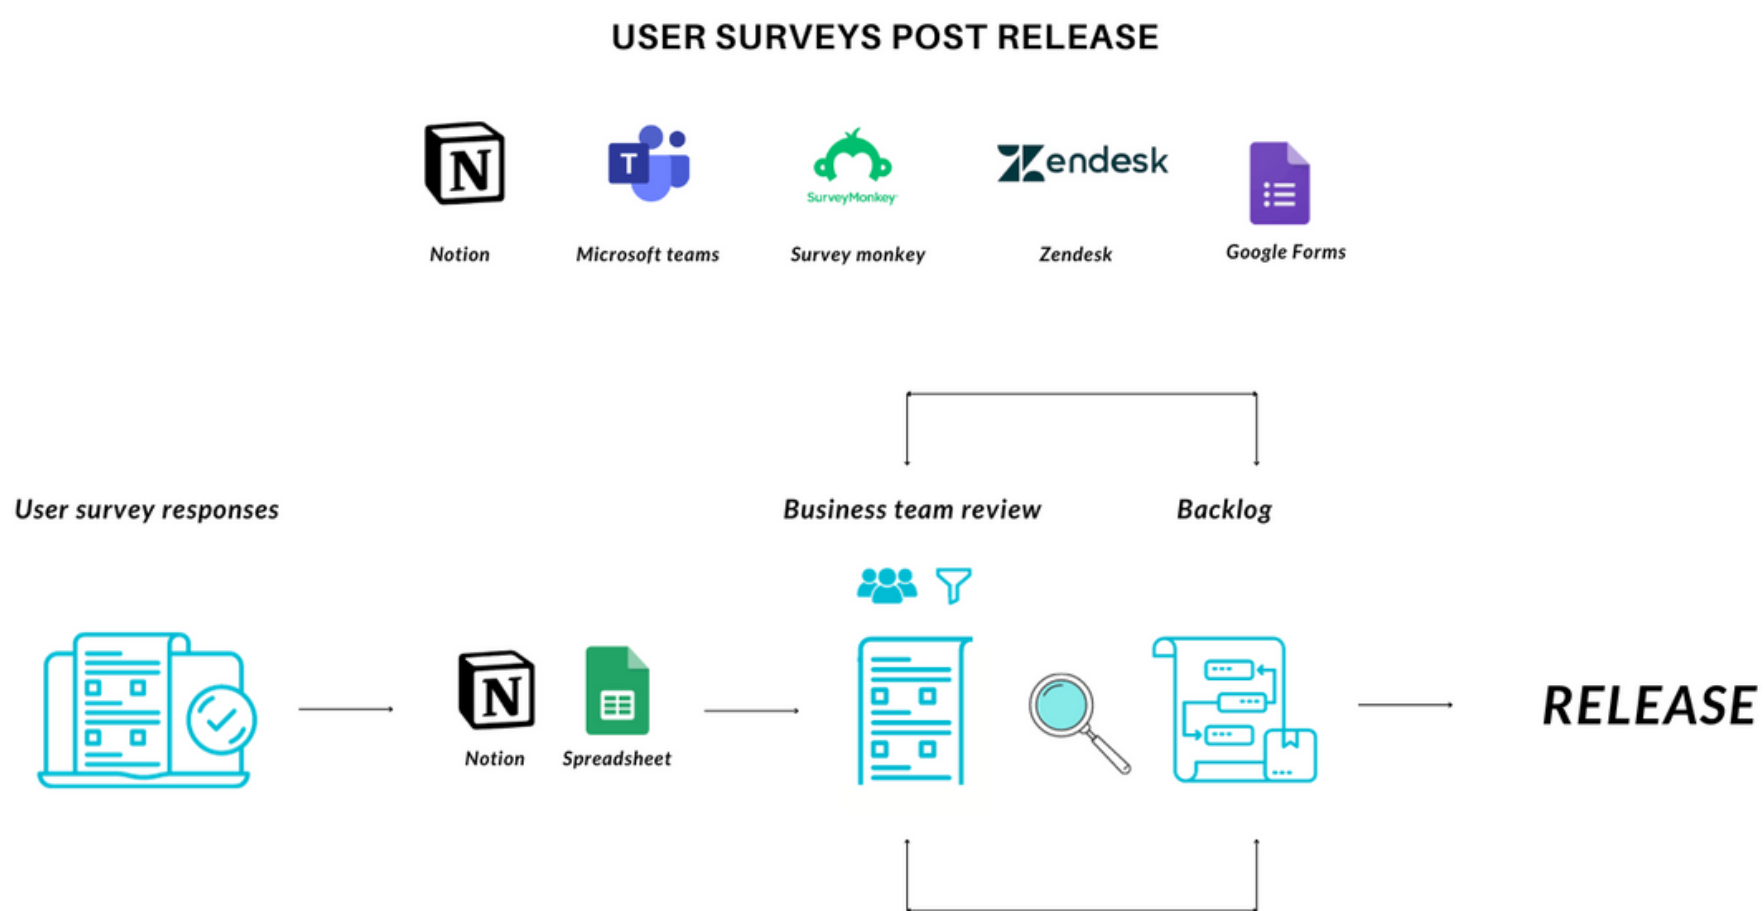 USER SURVEYS POST RELEASE
N
T
SurveyMonkey
Zendesk
Notion
Microsoft teams
Survey monkey
Zendesk
Google Forms
User survey responses
Business team review
Backlog
N
Notion
Spreadsheet
RELEASE